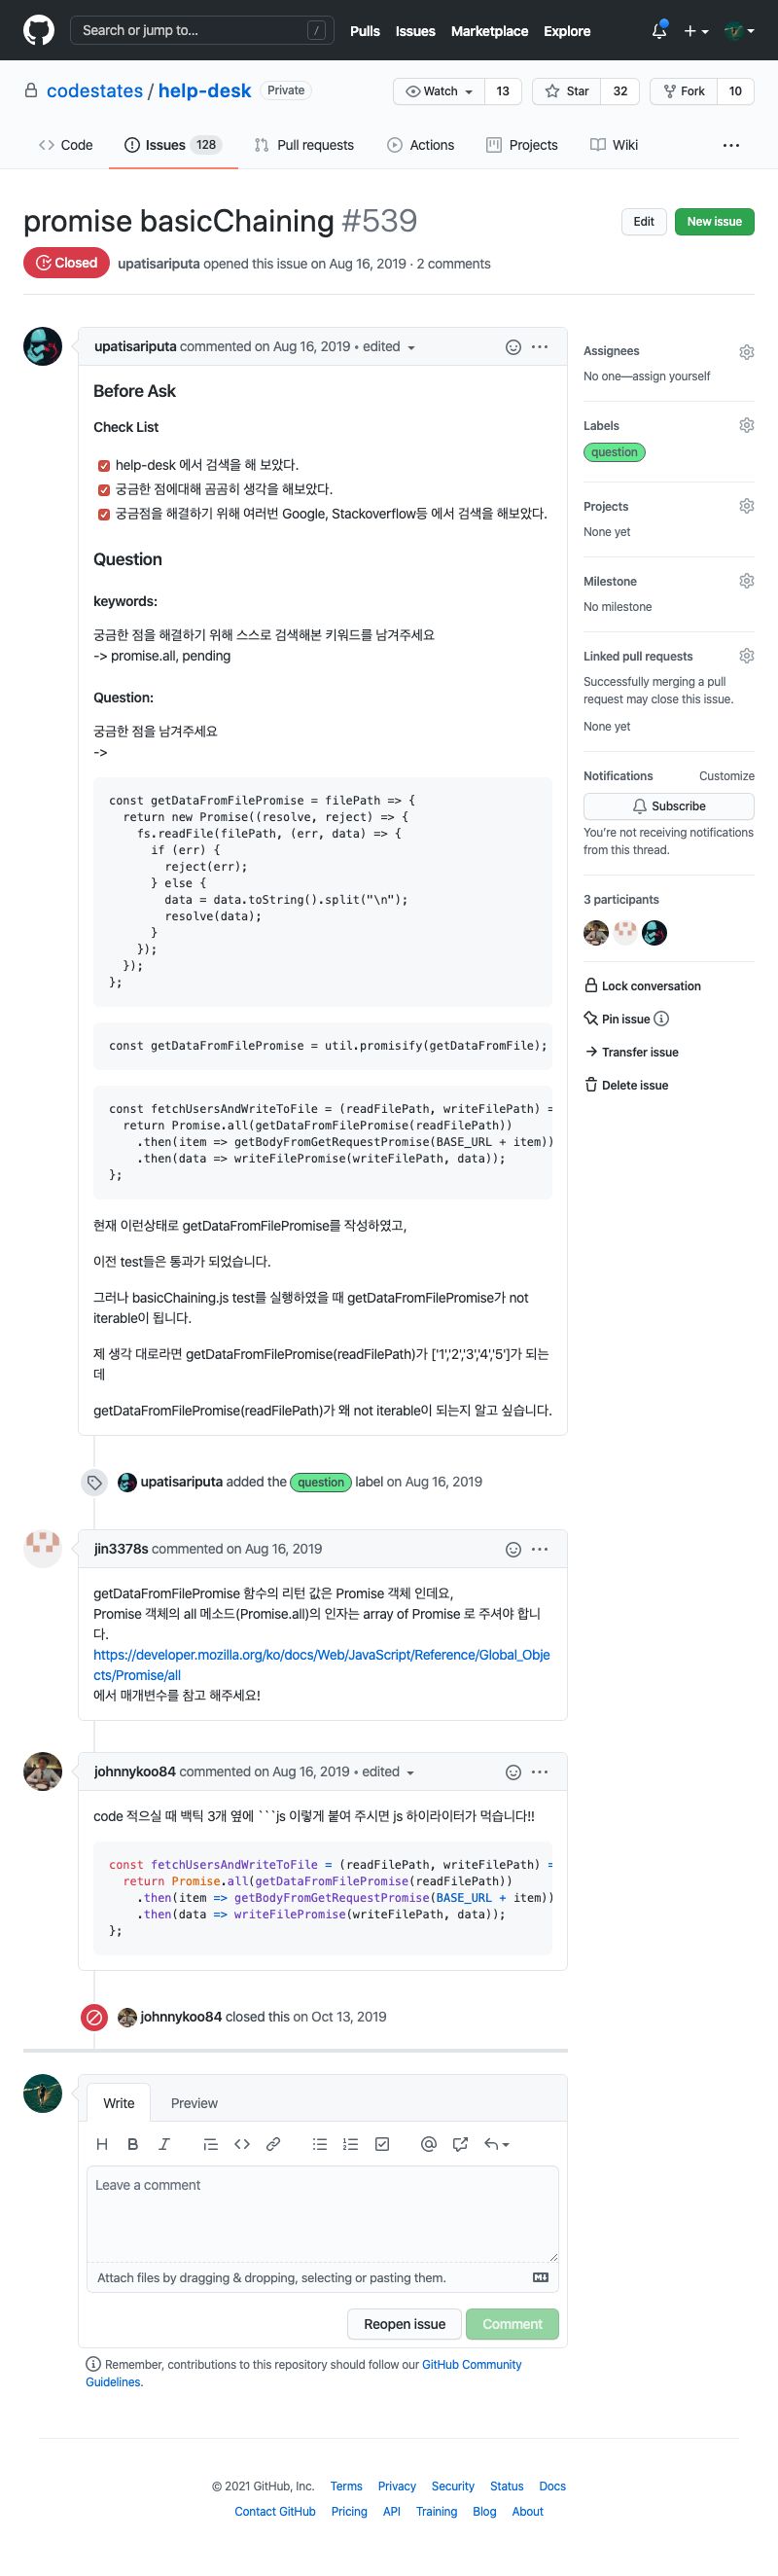 Search or jump to...
/
Pulls Issues Marketplace Explore
codestates / help-desk Private
Watch 13 Star 32 Fork 10
Code Issues 128 Pull requests Actions Projects Wiki
promise basicChaining #539
Edit New issue
Closed upatisariputa opened this issue on Aug 16, 2019 · 2 comments
upatisariputa commented on Aug 16, 2019 • edited
Before Ask
Check List
help-desk 에서 검색을 해 보았다.
궁금한 점에대해 곰곰히 생각을 해보았다.
궁금점을 해결하기 위해 여러번 Google, Stackoverflow등 에서 검색을 해보았다.
Question
keywords:
궁금한 점을 해결하기 위해 스스로 검색해본 키워드를 남겨주세요
-> promise.all, pending
Question:
궁금한 점을 남겨주세요
->
const getDataFromFilePromise = filePath => {
  return new Promise((resolve, reject) => {
    fs.readFile(filePath, (err, data) => {
      if (err) {
        reject(err);
      } else {
        data = data.toString().split("\n");
        resolve(data);
      }
    });
  });
};
const getDataFromFilePromise = util.promisify(getDataFromFile);
const fetchUsersAndWriteToFile = (readFilePath, writeFilePath) =
  return Promise.all(getDataFromFilePromise(readFilePath))
    .then(item => getBodyFromGetRequestPromise(BASE_URL + item))
    .then(data => writeFilePromise(writeFilePath, data));
};
현재 이런상태로 getDataFromFilePromise를 작성하였고,
이전 test들은 통과가 되었습니다.
그러나 basicChaining.js test를 실행하였을 때 getDataFromFilePromise가 not
iterable이 됩니다.
제 생각 대로라면 getDataFromFilePromise(readFilePath)가 ['1','2','3','4','5']가 되는
데
getDataFromFilePromise(readFilePath)가 왜 not iterable이 되는지 알고 싶습니다.
Assignees
No one—assign yourself
Labels
question
Projects
None yet
Milestone
No milestone
Linked pull requests
Successfully merging a pull
request may close this issue.
None yet
Notifications Customize
Subscribe
You're not receiving notifications
from this thread.
3 participants
Lock conversation
Pin issue
Transfer issue
Delete issue
upatisariputa added the question label on Aug 16, 2019
jin3378s commented on Aug 16, 2019
getDataFromFilePromise 함수의 리턴 값은 Promise 객체 인데요,
Promise 객체의 all 메소드(Promise.all)의 인자는 array of Promise 로 주셔야 합니
다.
https://developer.mozilla.org/ko/docs/Web/JavaScript/Reference/Global_Obje
cts/Promise/all
에서 매개변수를 참고 해주세요!
johnnykoo84 commented on Aug 16, 2019 • edited
code 적으실 때 백틱 3개 옆에 ```js 이렇게 붙여 주시면 js 하이라이터가 먹습니다!!
const fetchUsersAndWriteToFile = (readFilePath, writeFilePath) =
  return Promise.all(getDataFromFilePromise(readFilePath))
    .then(item => getBodyFromGetRequestPromise(BASE_URL + item))
    .then(data => writeFilePromise(writeFilePath, data));
};
johnnykoo84 closed this on Oct 13, 2019
Write Preview
Leave a comment
Attach files by dragging & dropping, selecting or pasting them.
Reopen issue Comment
Remember, contributions to this repository should follow our GitHub Community
Guidelines.
© 2021 GitHub, Inc. Terms Privacy Security Status Docs
Contact GitHub Pricing API Training Blog About